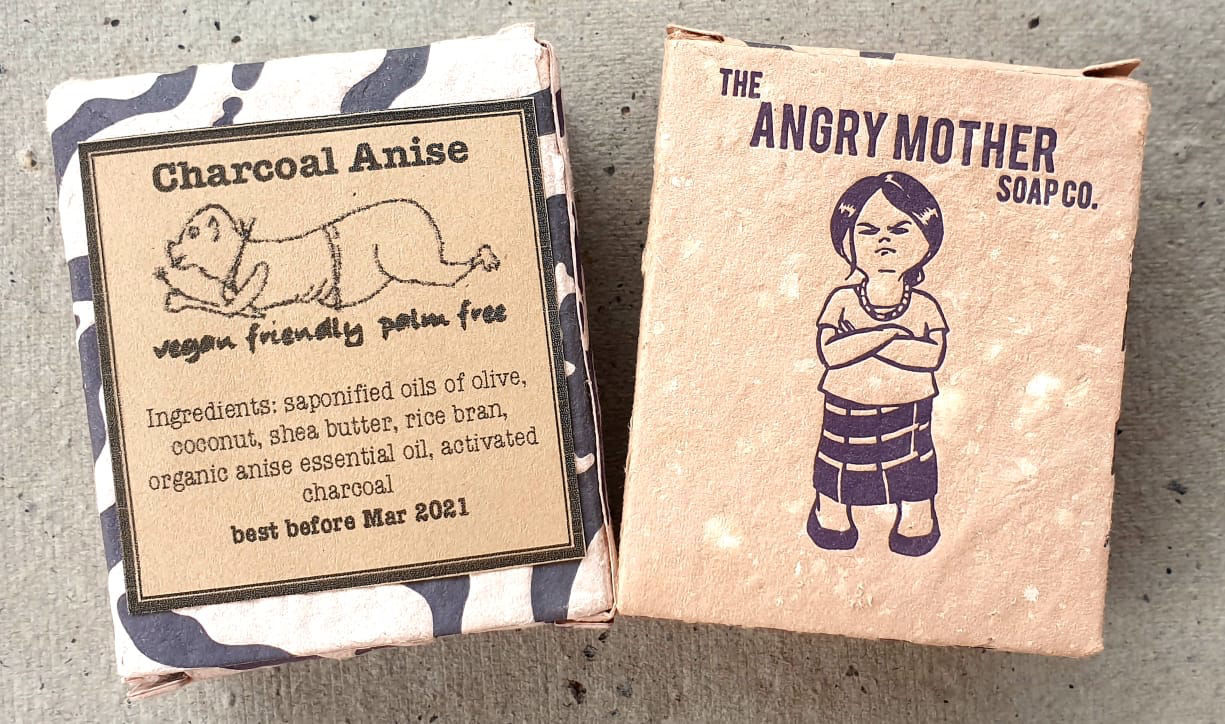 Charcoal Anise
vegan friendly palm free
Ingredients: saponified oils of olive,
coconut, shea butter, rice bran,
organic anise essential oil, activated
charcoal
best before Mar 2021
THE
ANGRY MOTHER
SOAP CO.